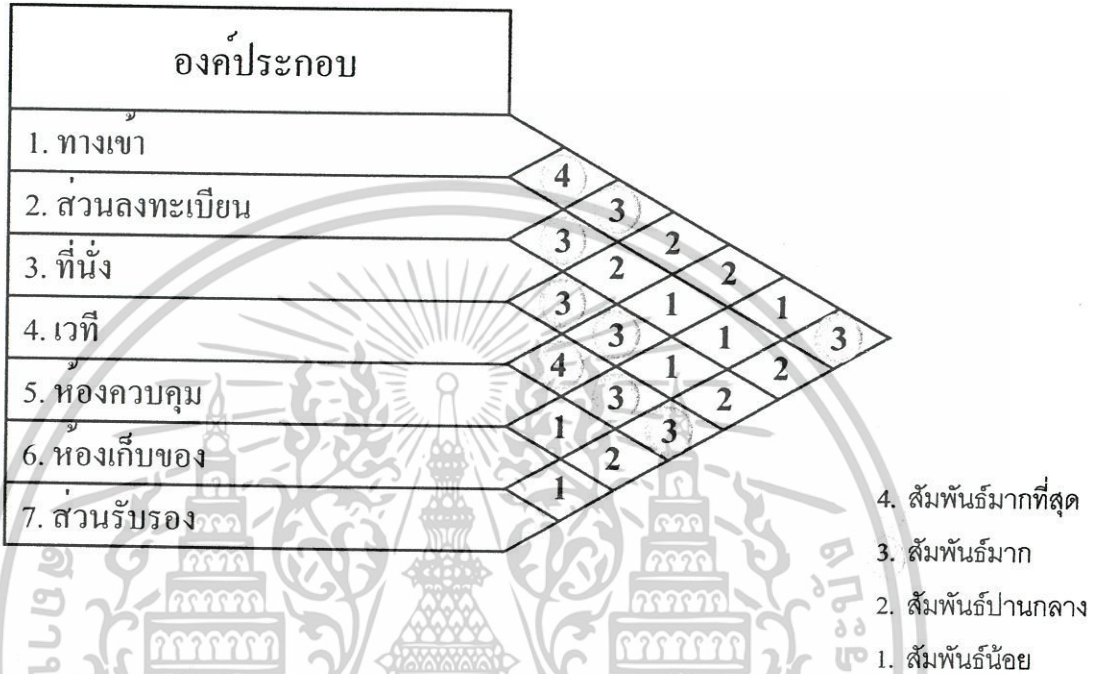 องค์ประกอบ
1. ทางเข้า
2. ส่วนลงทะเบียน
3. ที่นั่ง
4. เวที
5. ห้องควบคุม
6. ห้องเก็บของ
7. ส่วนรับรอง
4
3
3
2
2
2
3
1
1
3
3
1
3
4
1
2
3
2
1
3
2
1
4. สัมพันธ์มากที่สุด
3. สัมพันธ์มาก
2. สัมพันธ์ปานกลาง
1. สัมพันธ์น้อย